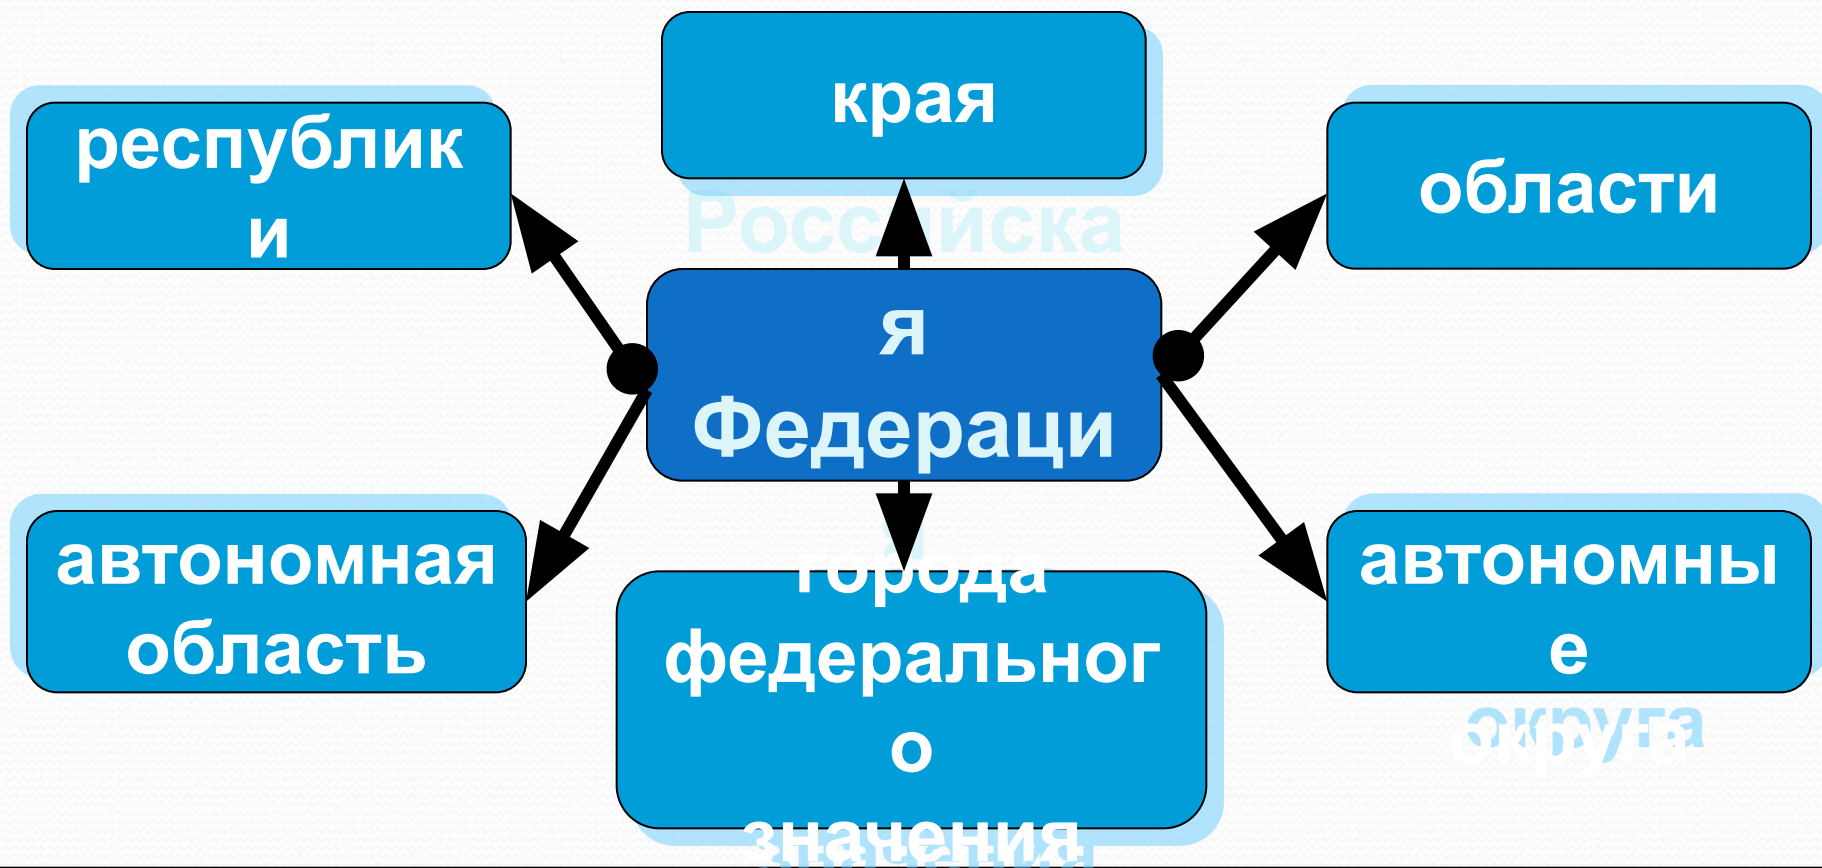 края
республик
и
области
Российска
я
Федераци
автономная
область
города
федеральног
о
значения
автономны
е
округа